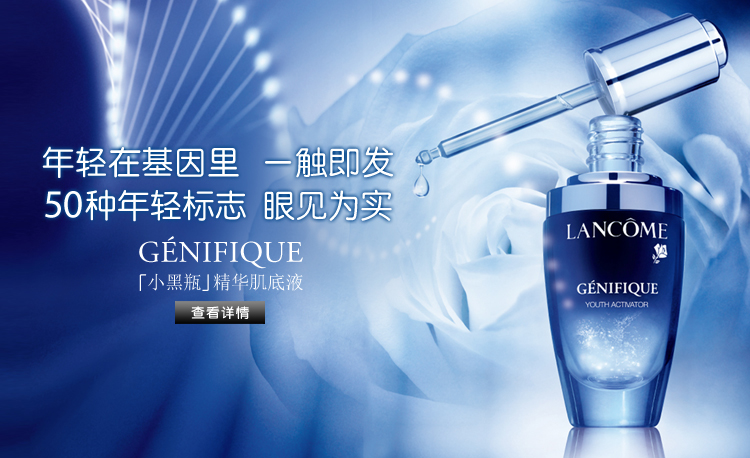 年轻在基因里 一触即发
50种年轻标志 眼见为实
GÉNIFIQUE
「小黑瓶」精华肌底液
查看详情
LANCÔME
GÉNIFIQUE
YOUTH ACTIVATOR